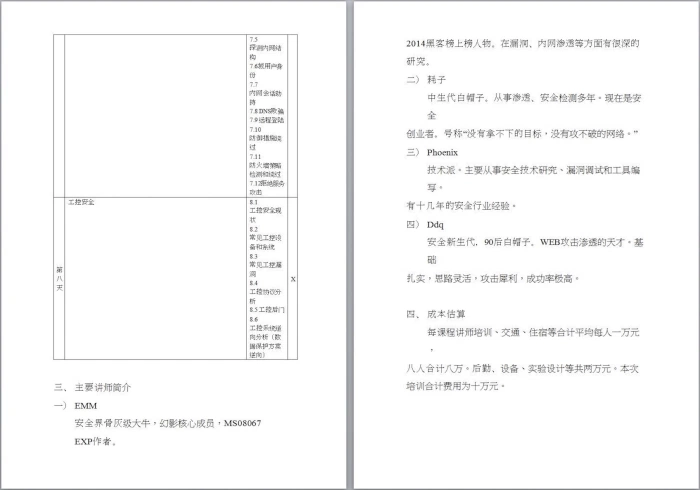 7.5
探测内网结
构
7.6被用户身
份
7.7
内网会话劫
持
7.8 DNS欺骗
7.9 远程登陆
7.10
防御措施绕
过
7.11
防火墙策略
检测和绕过
7.12拒绝服务
攻击
第八天
工控安全
8.1
工控安全现
状
8.2
常见工控设
备和系统
8.3
常见工控漏
洞
8.4
工控协议分
析
8.5 工控后门
8.6
工控系统逆
向分析（数
据保护方案
逆向）
X
三、 主要讲师简介
一） EMM
安全界骨灰级大牛，幻影核心成员，MS08067
EXP作者、
2014黑客榜上榜人物、在漏洞、内网渗透等方面有很深的
研究。
二） 耗子
中生代白帽子、从事渗透、安全检测多年。现在是安
全
创业者、号称“没有拿不下的目标，没有攻不破的网络。”
三） Phoenix
技术派。主要从事安全技术研究、漏洞调试和工具编
写。
有十几年的安全行业经验。
四） Ddq
安全新生代、90后白帽子、WEB攻击渗透的天才。基
础
扎实，思路灵活，攻击犀利，成功率极高。
四、 成本估算
每课程讲师培训、交通、住宿等合计平均每人一万元
，
八人合计八万。后勤、设备、实验设计等共两万元。本次
培训合计费用为十万元。